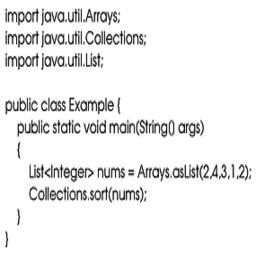 import java.util.Arrays;
import java.util.Collections;
import java.util.List;
public class Example {
public static void main(String[] args)
{
List<Integer> nums = Arrays.asList(2,4,3,1,2);
Collections.sort(nums);
}
}